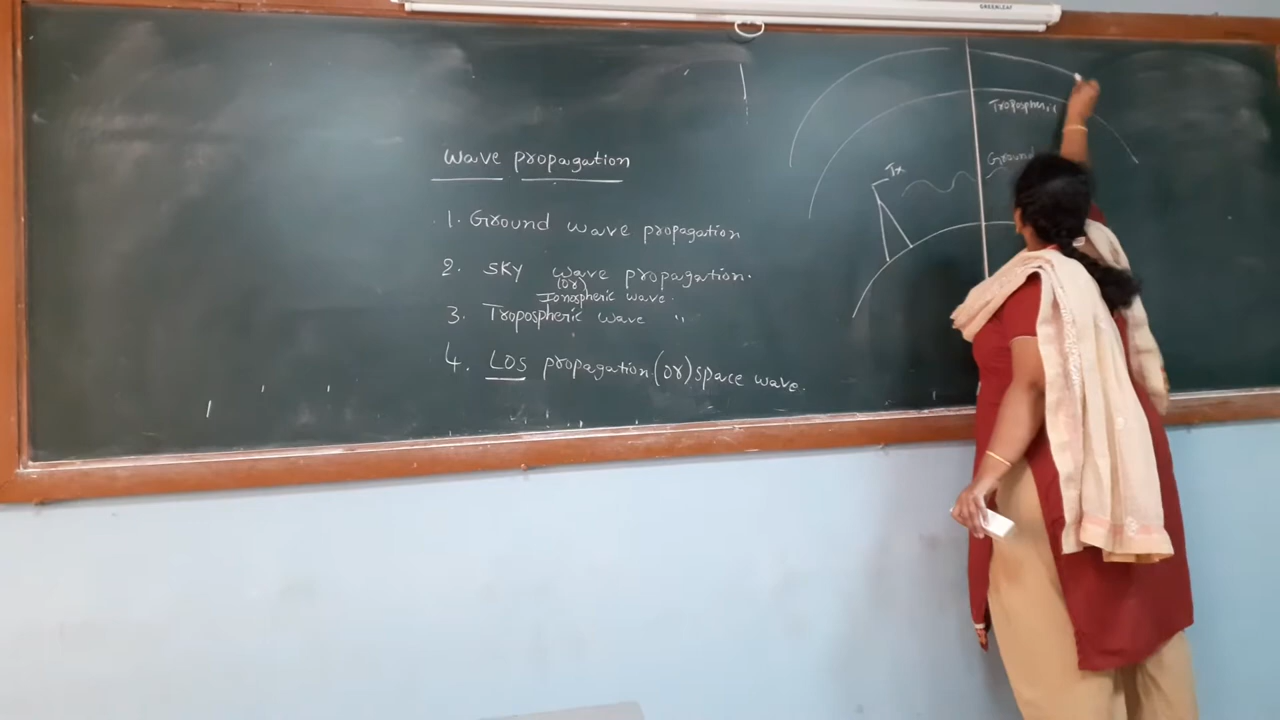 GREENLEAF
Wave propagation
1. Ground wave propagation
2. SKY wave propagation.
(or)
Ionospheric wave.
3. Tropospheric wave "
4. LOS propagation (or) space wave.
Tropospheric
Tx
Ground